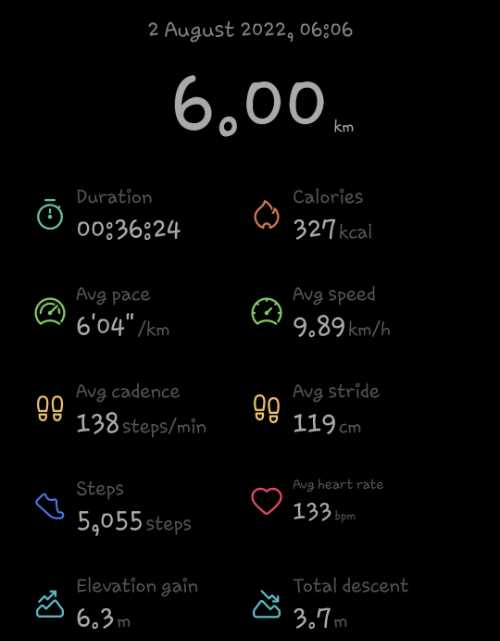 2 August 2022, 06:06
6.00 km
Duration
00:36:24
Calories
327 kcal
Avg pace
6'04" /km
Avg speed
9.89 km/h
Avg cadence
138 steps/min
Avg stride
119 cm
Steps
5,055 steps
Avg heart rate
133 bpm
Elevation gain
6.3 m
Total descent
3.7 m